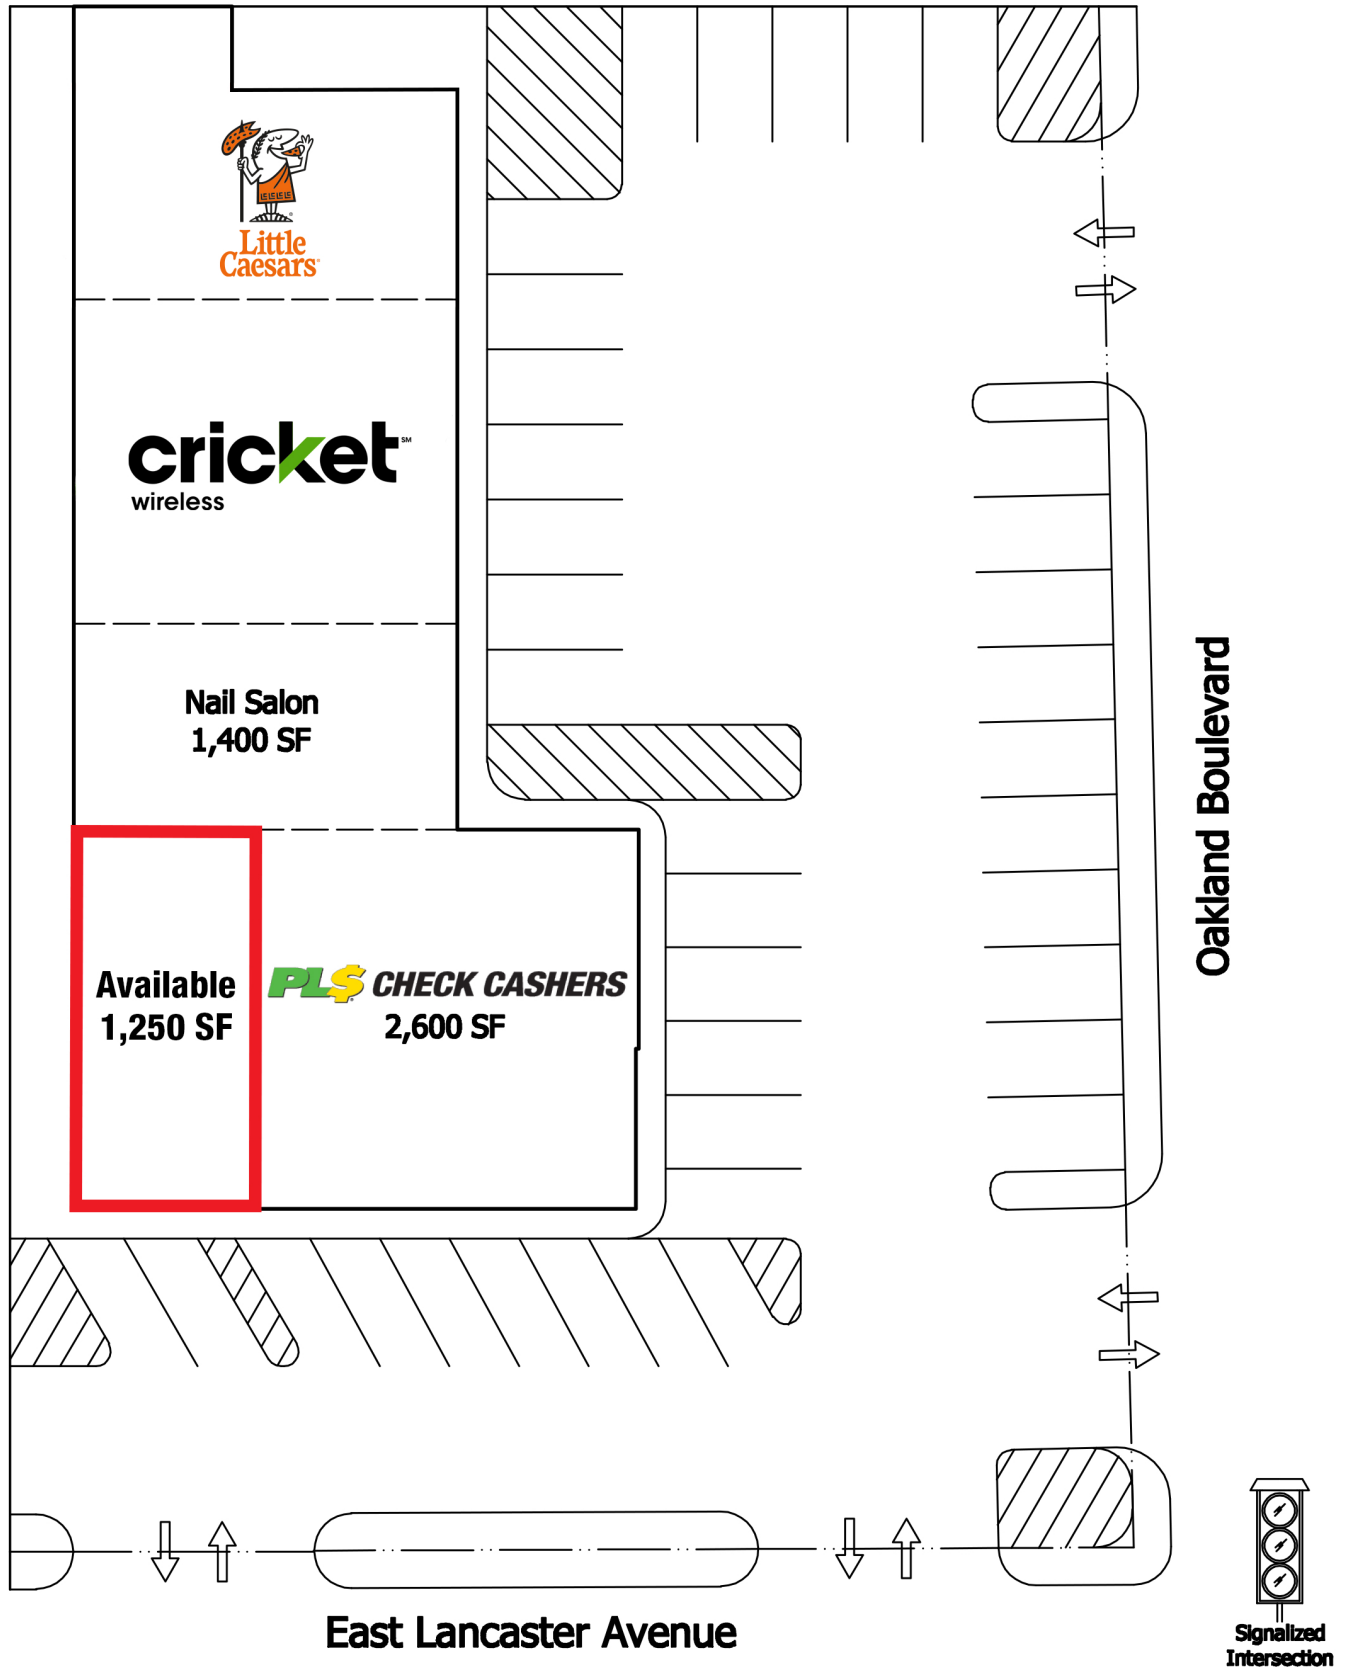 Little
Caesars
cricket
wireless
SM
Nail Salon
1,400 SF
Available
1,250 SF
PL$ CHECK CASHERS
2,600 SF
Oakland Boulevard
East Lancaster Avenue
Signalized
Intersection